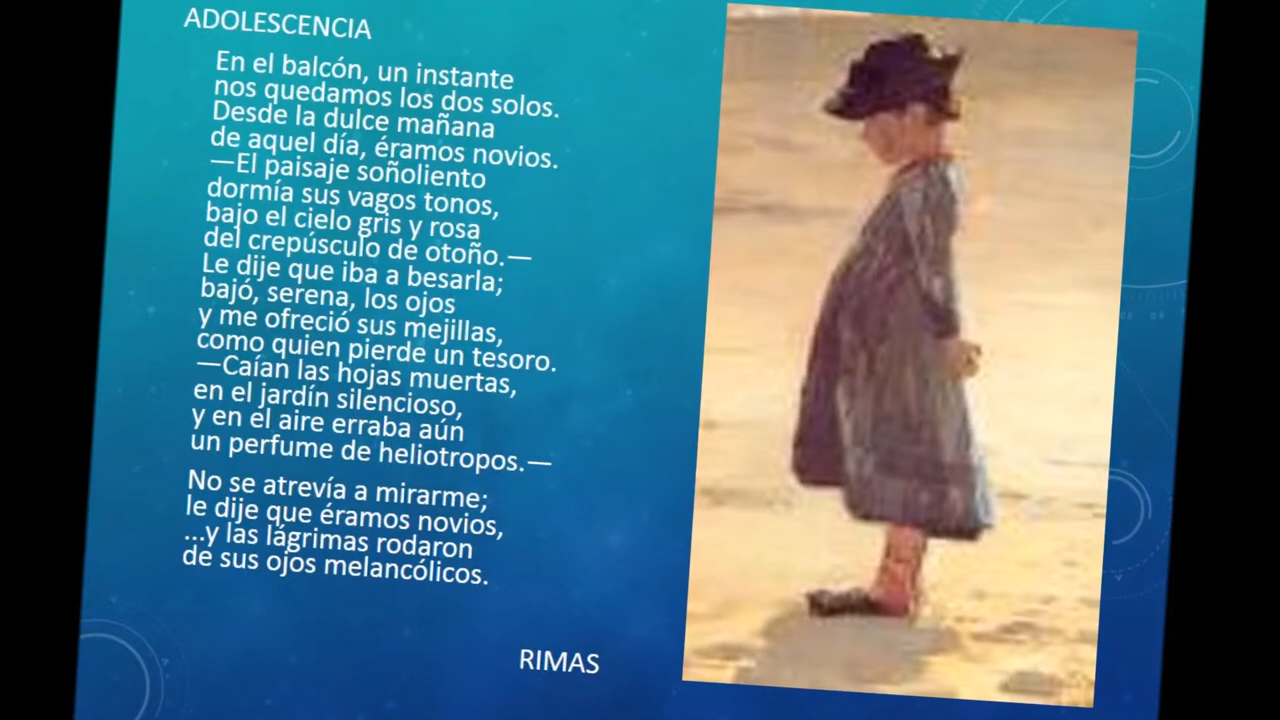 ADOLESCENCIA
En el balcón, un instante
nos quedamos los dos solos.
Desde la dulce mañana
de aquel día, éramos novios.
—El paisaje soñoliento
dormía sus vagos tonos,
bajo el cielo gris y rosa
del crepúsculo de otoño.—
Le dije que iba a besarla;
bajó, serena, los ojos
y me ofreció sus mejillas,
como quien pierde un tesoro.
—Caían las hojas muertas,
en el jardín silencioso,
y en el aire erraba aún
un perfume de heliotropos.—
No se atrevía a mirarme;
le dije que éramos novios,
...y las lágrimas rodaron
de sus ojos melancólicos.
RIMAS